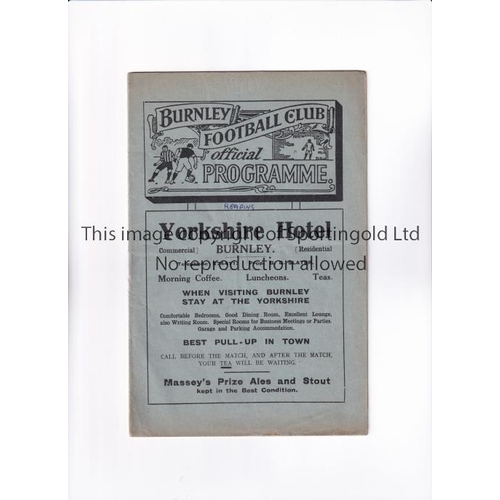 BURNLEY
FOOTBALL CLUB
official
PROGRAMME.
READING
Yorkshire Hotel
This image copyright of Sportingold Ltd
Commercial] BURNLEY. [Residential
No reproduction allowed
Morning Coffee. Luncheons. Teas.
WHEN VISITING BURNLEY
STAY AT THE YORKSHIRE
Comfortable Bedrooms, Good Dining Room, Excellent Lounge,
also Writing Room. Special Rooms for Business Meetings or Parties
Garage and Parking Accommodation.
BEST PULL-UP IN TOWN
CALL BEFORE THE MATCH, AND AFTER THE MATCH,
YOUR TEA WILL BE WAITING.
Massey's Prize Ales and Stout
kept in the Best Condition.